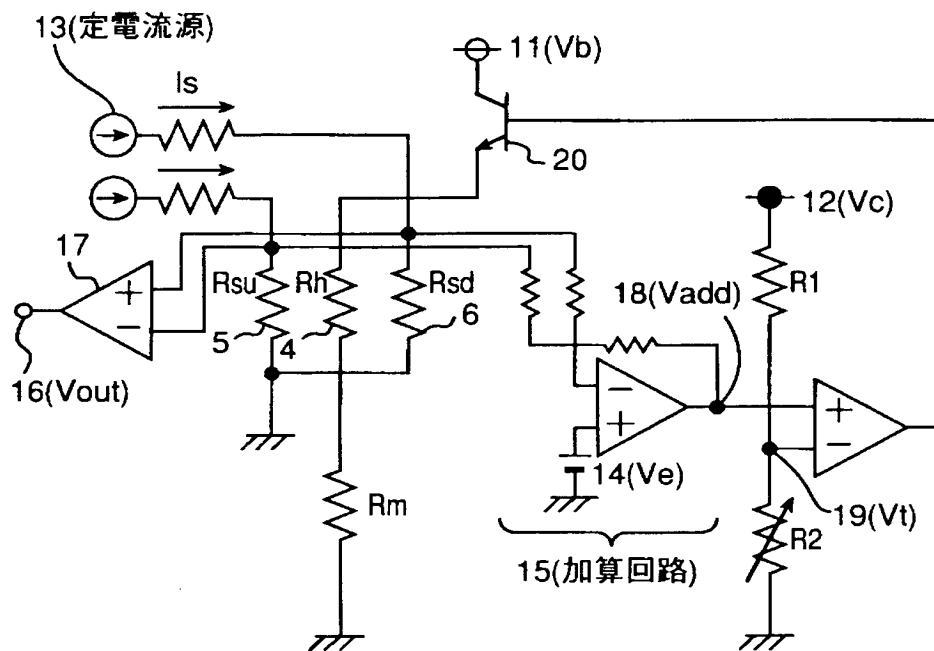 13(定電流源)
Is
11(Vb)
20
12(Vc)
17
+
−
Rsu
Rh
Rsd
5
4
6
18(Vadd)
R1
16(Vout)
−
+
+
−
14(Ve)
Rm
19(Vt)
R2
15(加算回路)